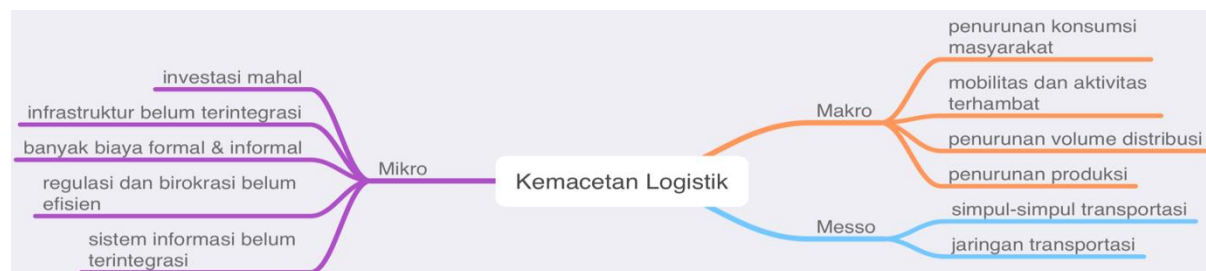 Kemacetan Logistik
Mikro
investasi mahal
infrastruktur belum terintegrasi
banyak biaya formal & informal
regulasi dan birokrasi belum
efisien
sistem informasi belum
terintegrasi
Makro
penurunan konsumsi
masyarakat
mobilitas dan aktivitas
terhambat
penurunan volume distribusi
penurunan produksi
Messo
simpul-simpul transportasi
jaringan transportasi